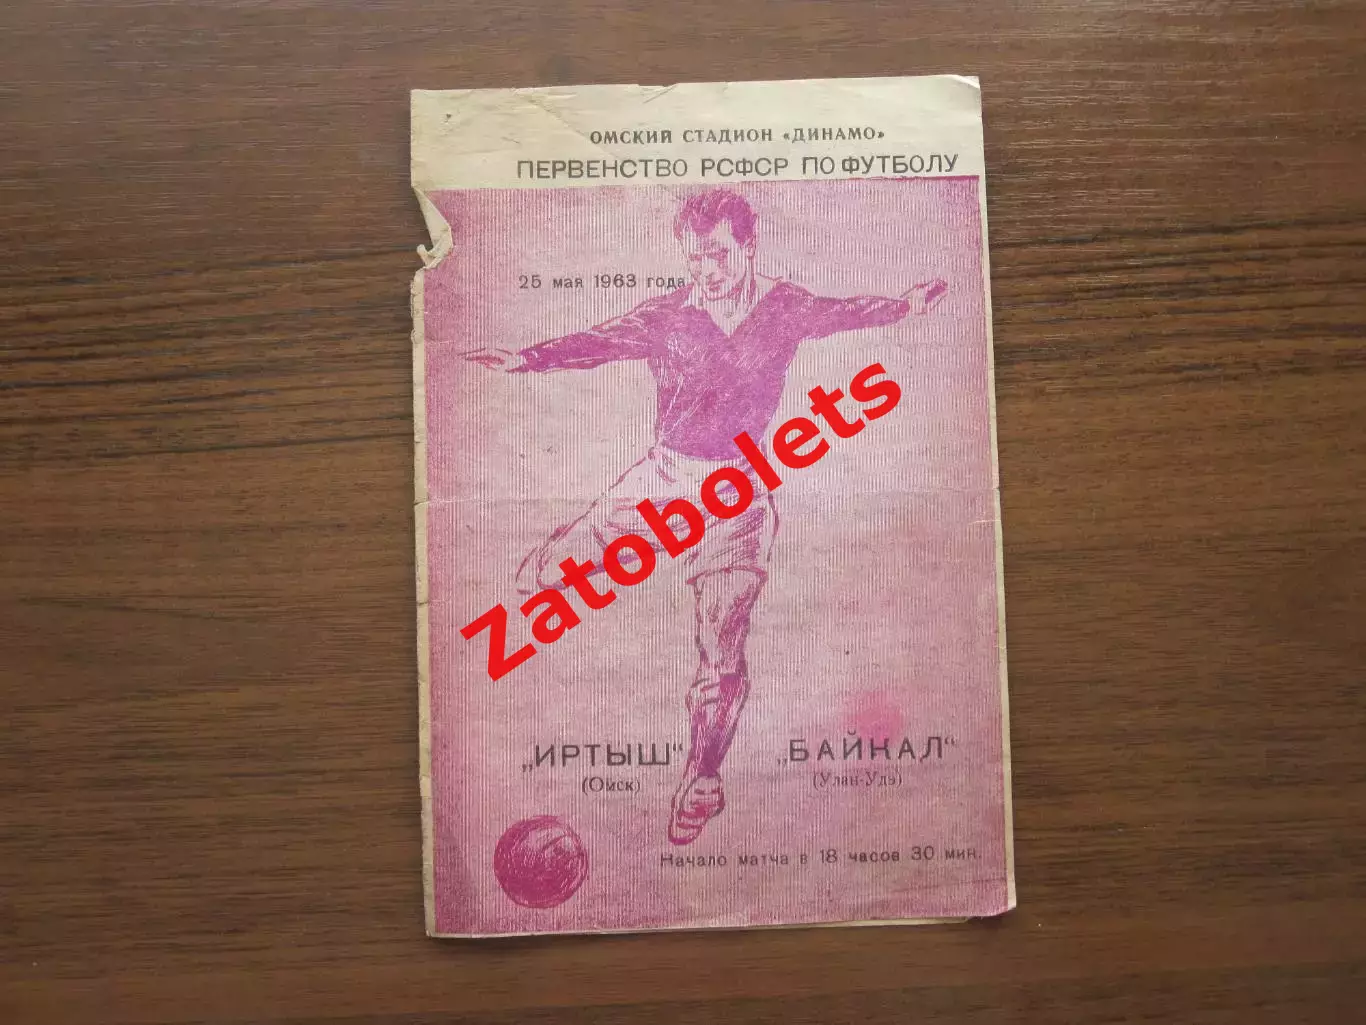 ОМСКИЙ СТАДИОН «ДИНАМО»
ПЕРВЕНСТВО РСФСР ПО ФУТБОЛУ
25 мая 1963 года
Zatobolets
„ИРТЫШ“ „БАЙКАЛ“
(Омск) (Улан-Удэ)
Начало матча в 18 часов 30 мин.